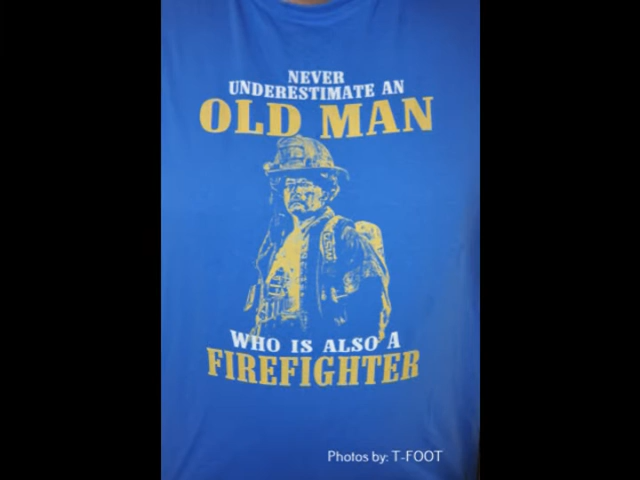 NEVER
UNDERESTIMATE AN
OLD MAN
WHO IS ALSO A
FIREFIGHTER
Photos by: T-FOOT